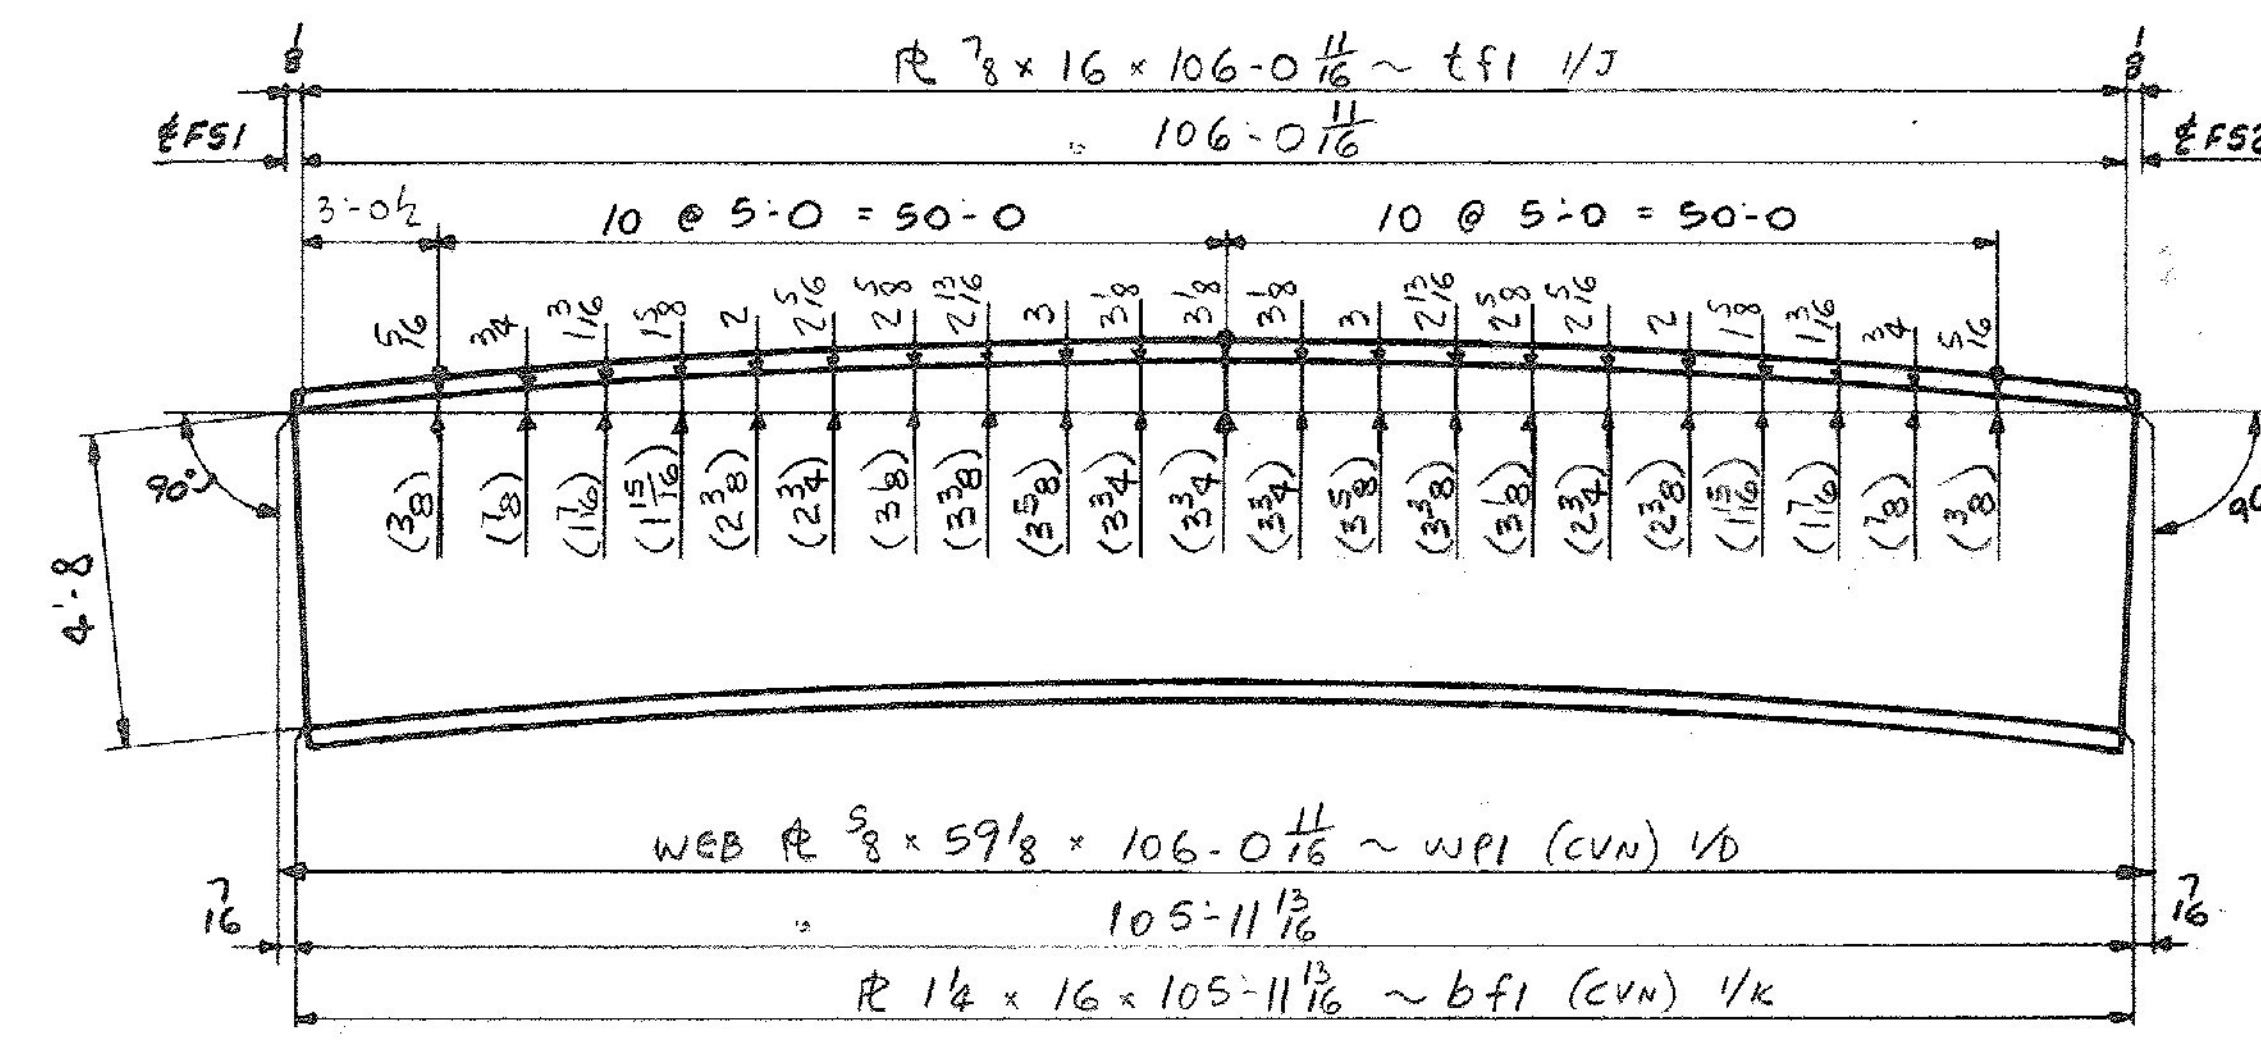 1/8 ⅊ 7/8 x 16 x 106-0 11/16 ~ tf1 1/J 1/8
℄ FS1 106-0 11/16
3-0 1/2 10 @ 5-0 = 50-0 10 @ 5-0 = 50-0
5/16 3/4 1 3/16 1 5/8 2 2 5/16 2 5/8 2 13/16 3 3 1/8 3 1/8 3 1/8 3 2 13/16 2 5/8 2 5/16 2 1 5/8 1 3/16 3/4 5/16
90° (3/8) (7/8) (1 7/16) (1 15/16) (2 3/8) (2 3/4) (3 1/8) (3 3/8) (3 5/8) (3 3/4) (3 3/4) (3 3/4) (3 5/8) (3 3/8) (3 1/8) (2 3/4) (2 3/8) (1 15/16) (1 7/16) (7/8) (3/8)
4'-8
WEB ⅊ 5/8 x 59 1/8 x 106-0 11/16 ~ WP1 (CVN) 1/D
7/16 105-11 13/16 7/16
⅊ 1 1/4 x 16 x 105-11 13/16 ~ bf1 (CVN) 1/K